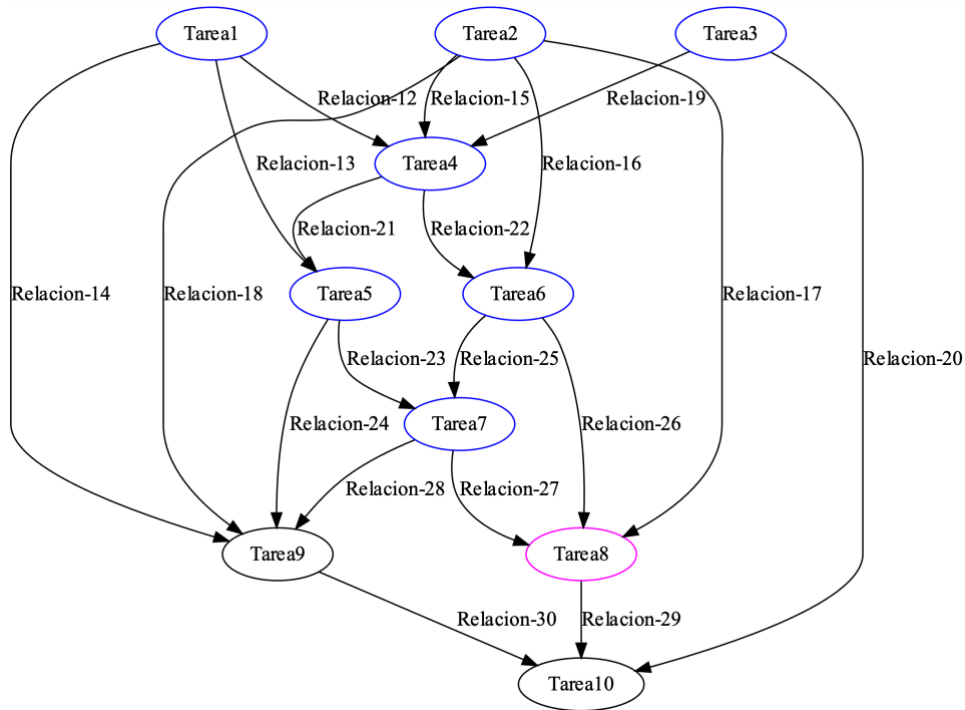 Tarea1
Tarea2
Tarea3
Relacion-12
Relacion-15
Relacion-19
Tarea4
Relacion-13
Relacion-16
Relacion-21
Relacion-22
Relacion-14
Relacion-18
Tarea5
Tarea6
Relacion-17
Relacion-23
Relacion-25
Relacion-20
Relacion-24
Tarea7
Relacion-26
Relacion-28
Relacion-27
Tarea9
Tarea8
Relacion-30
Relacion-29
Tarea10